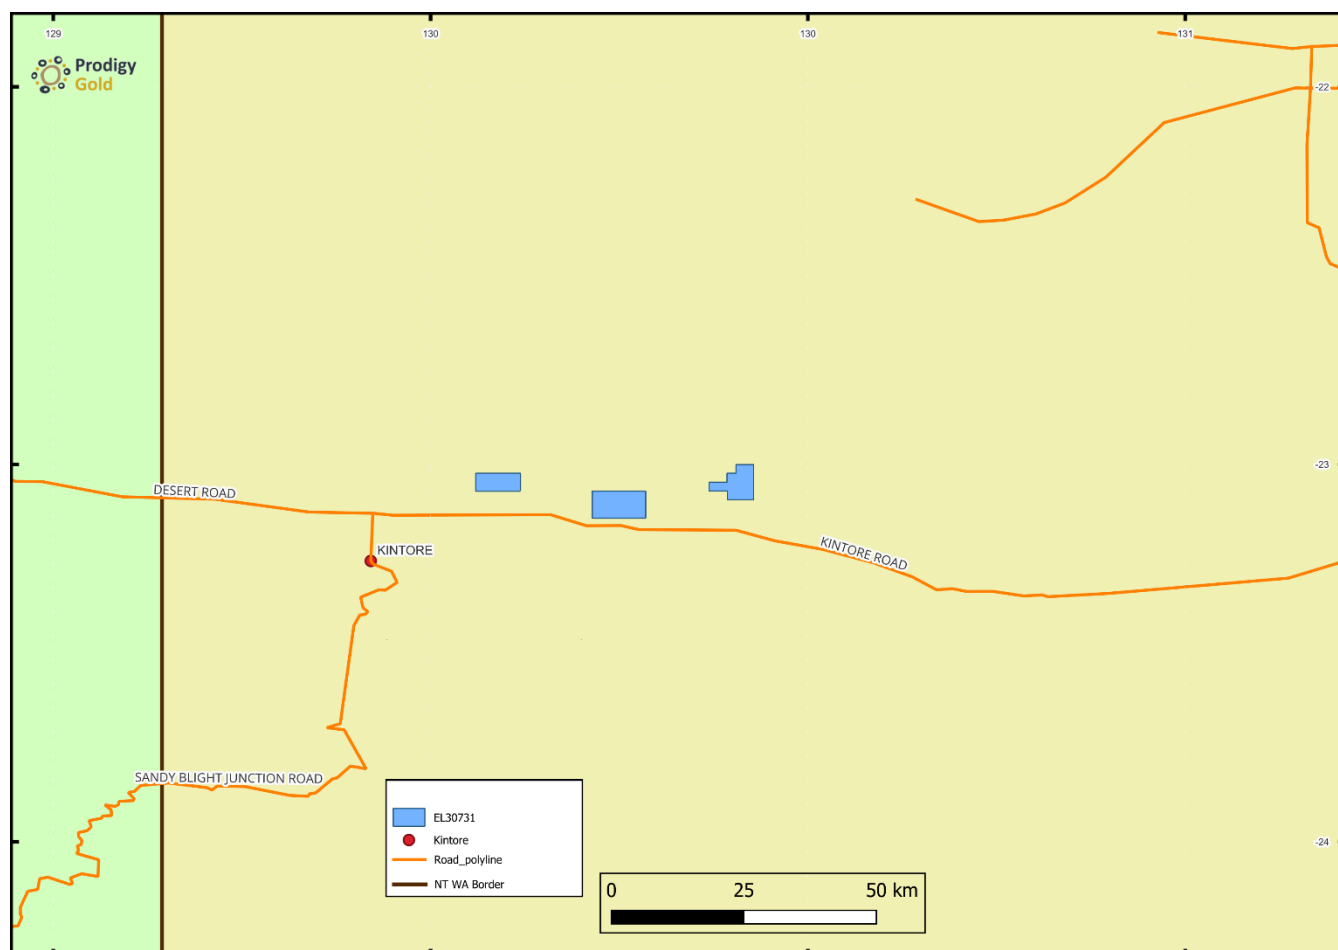 129
130
130
131
Prodigy
Gold
-22
-23
DESERT ROAD
KINTORE
KINTORE ROAD
SANDY BLIGHT JUNCTION ROAD
-24
EL30731
Kintore
Road_polyline
NT WA Border
0 25 50 km